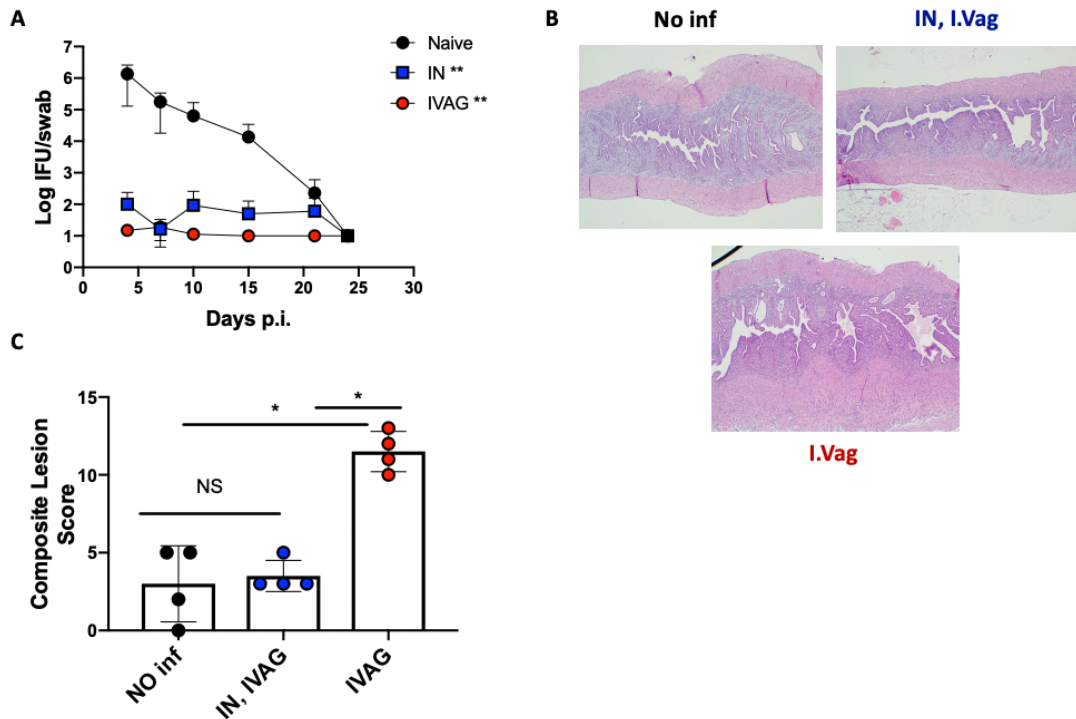 A
7
6
5
4
3
2
1
0
Log IFU/swab
0 5 10 15 20 25 30
Days p.i.
Naive
IN **
IVAG **
B
No inf
IN, I.Vag
I.Vag
C
15
10
5
0
Composite Lesion
Score
NS
*
*
NO inf
IN, IVAG
IVAG